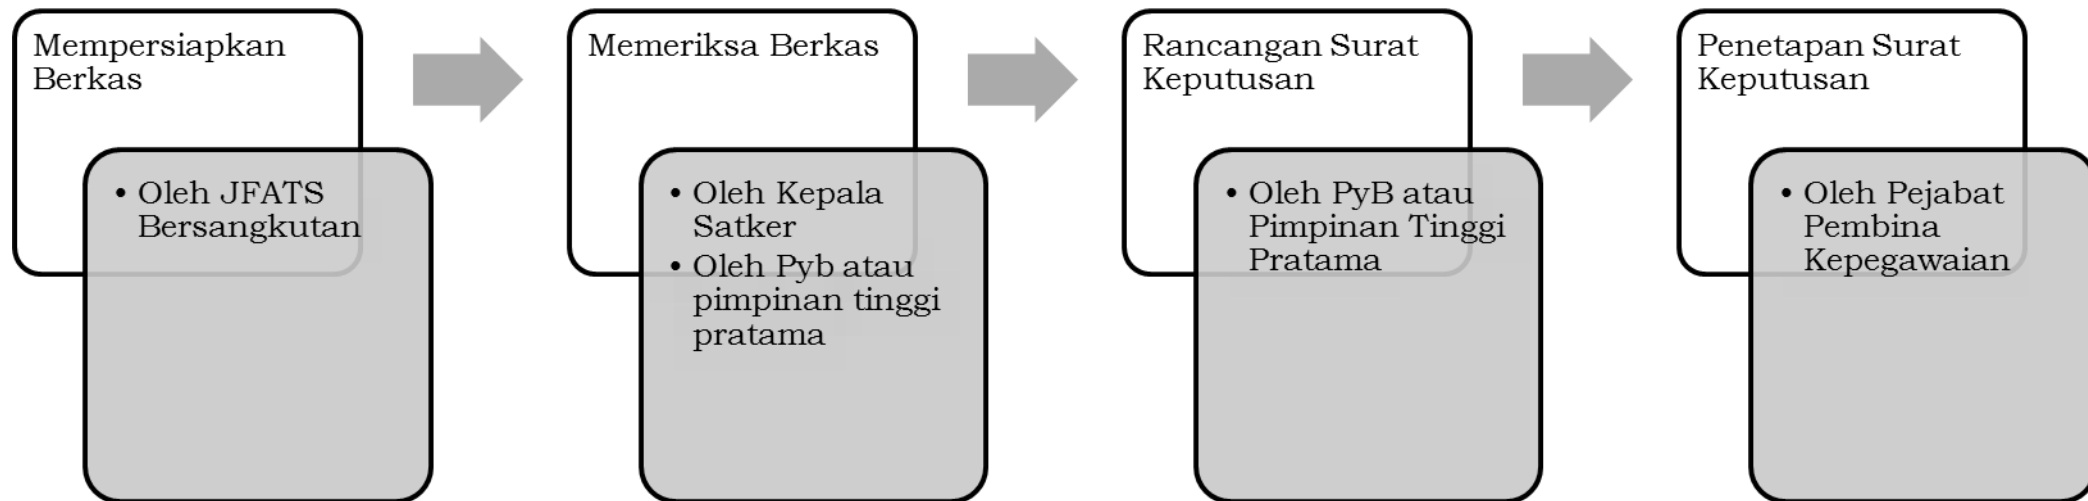 Mempersiapkan
Berkas
• Oleh JFATS
Bersangkutan
Memeriksa Berkas
• Oleh Kepala
Satker
• Oleh Pyb atau
pimpinan tinggi
pratama
Rancangan Surat
Keputusan
• Oleh PyB atau
Pimpinan Tinggi
Pratama
Penetapan Surat
Keputusan
• Oleh Pejabat
Pembina
Kepegawaian